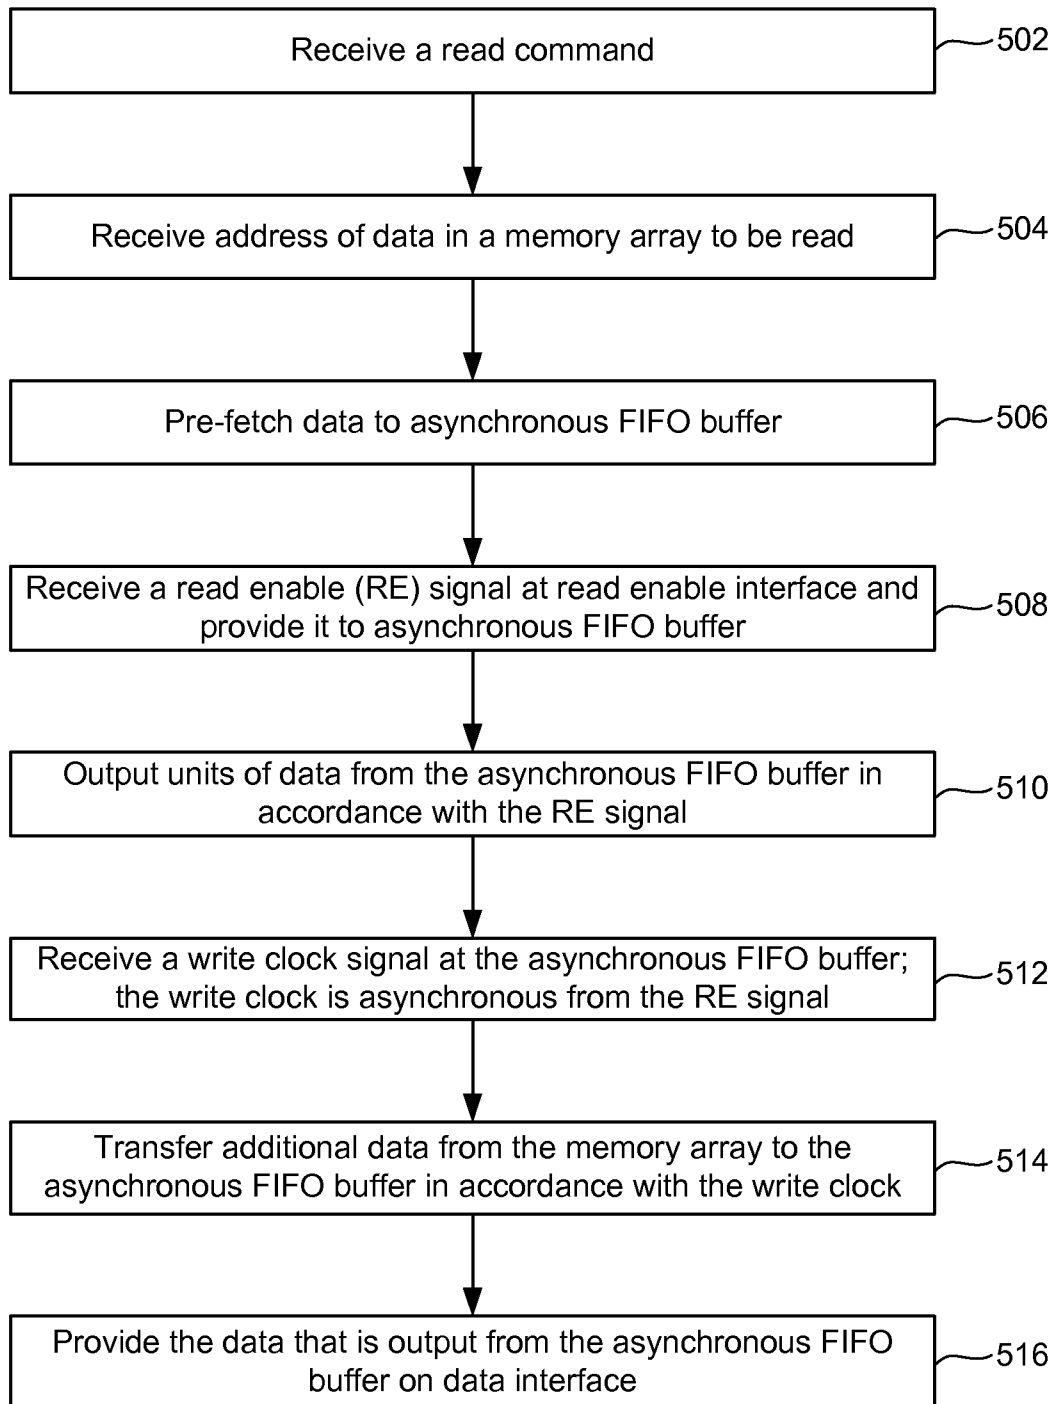 Receive a read command
502
Receive address of data in a memory array to be read
504
Pre-fetch data to asynchronous FIFO buffer
506
Receive a read enable (RE) signal at read enable interface and
provide it to asynchronous FIFO buffer
508
Output units of data from the asynchronous FIFO buffer in
accordance with the RE signal
510
Receive a write clock signal at the asynchronous FIFO buffer;
the write clock is asynchronous from the RE signal
512
Transfer additional data from the memory array to the
asynchronous FIFO buffer in accordance with the write clock
514
Provide the data that is output from the asynchronous FIFO
buffer on data interface
516